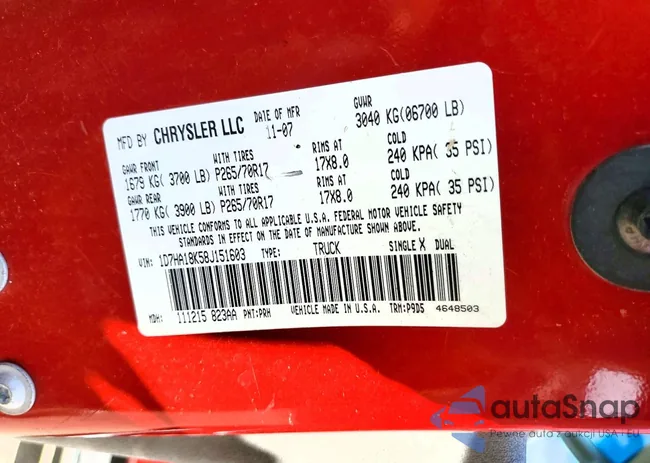 MFD BY CHRYSLER LLC DATE OF MFR 11-07 GVWR 3040 KG(06700 LB)
GAWR FRONT WITH TIRES RIMS AT COLD
1679 KG( 3700 LB) P265/70R17 17X8.0 240 KPA( 35 PSI)
GAWR REAR WITH TIRES RIMS AT COLD
1770 KG( 3900 LB) P265/70R17 17X8.0 240 KPA( 35 PSI)
THIS VEHICLE CONFORMS TO ALL APPLICABLE U.S.A. FEDERAL MOTOR VEHICLE SAFETY
STANDARDS IN EFFECT ON THE DATE OF MANUFACTURE SHOWN ABOVE.
VIN: 1D7HA18K58J151603 TYPE: TRUCK SINGLE X DUAL
MDH: 111215 823AA PNT:PRH VEHICLE MADE IN U.S.A. TRM:P9D5 4648503
autoSnap
Pewne auta z aukcji USA i EU